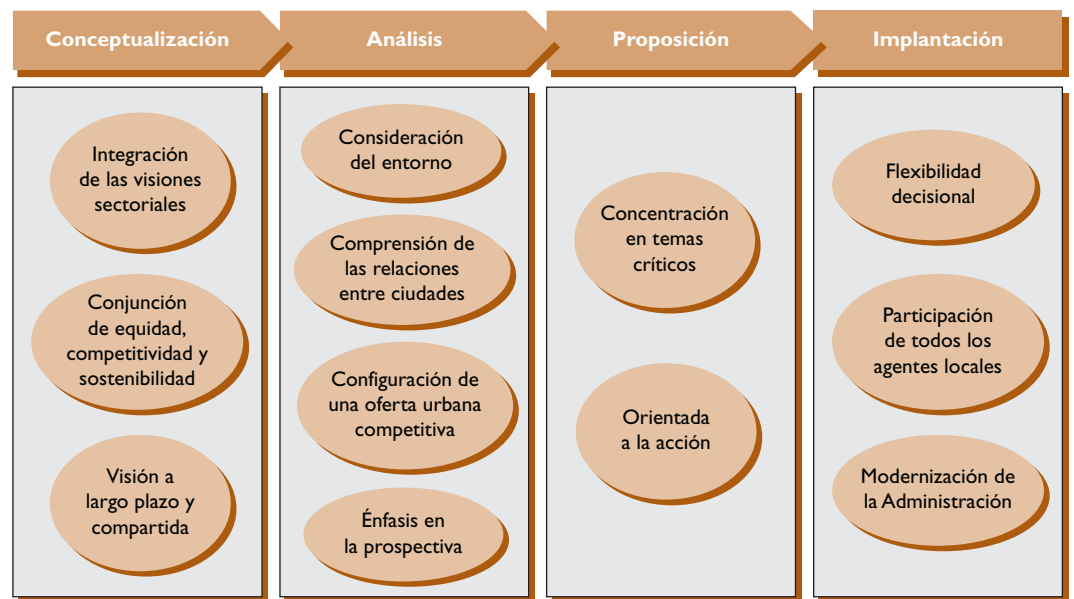 Conceptualización
Análisis
Proposición
Implantación
Integración
de las visiones
sectoriales
Conjunción
de equidad,
competitividad y
sostenibilidad
Visión a
largo plazo y
compartida
Consideración
del entorno
Comprensión de
las relaciones
entre ciudades
Configuración de
una oferta urbana
competitiva
Énfasis en
la prospectiva
Concentración
en temas
críticos
Orientada
a la acción
Flexibilidad
decisional
Participación
de todos los
agentes locales
Modernización de
la Administración